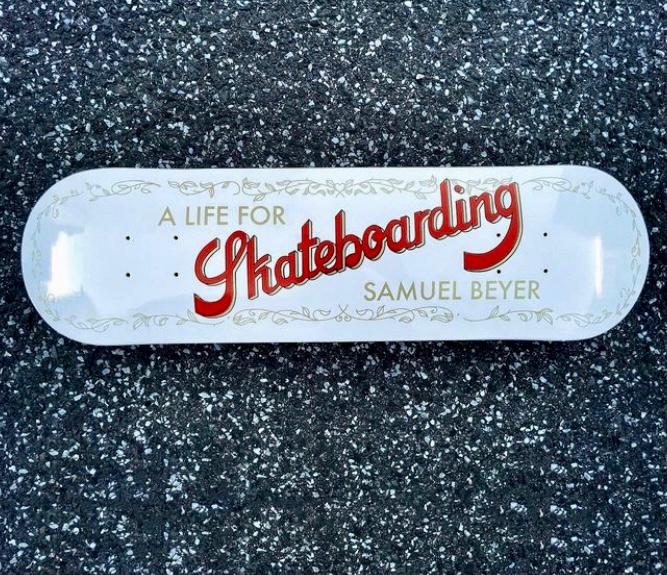 A LIFE FOR
Skateboarding
SAMUEL BEYER